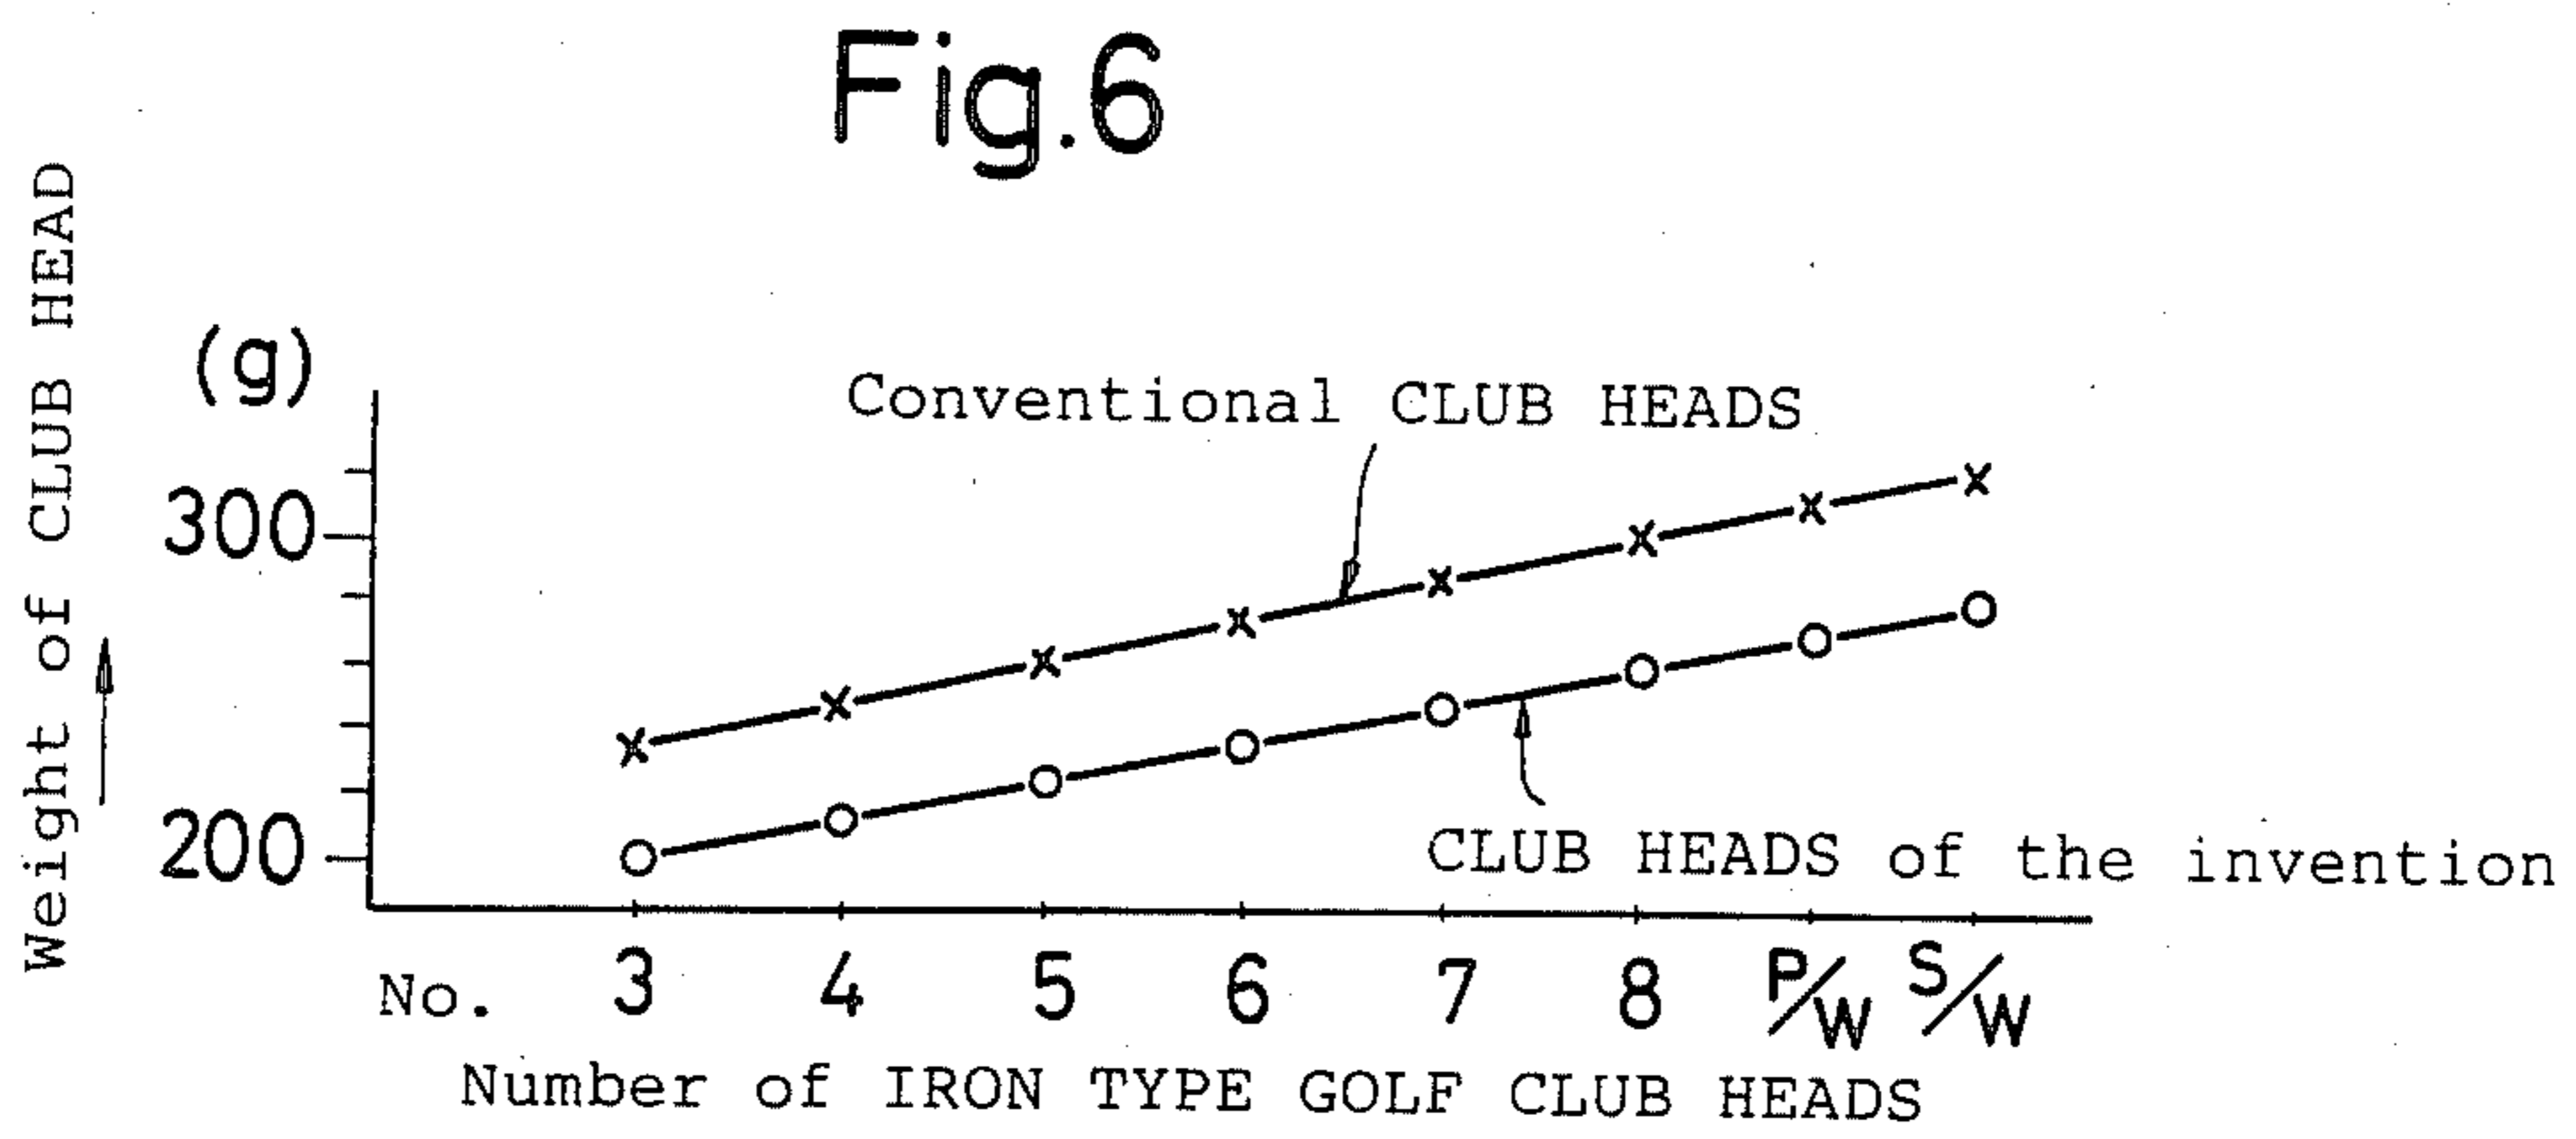 Fig.6
Weight of CLUB HEAD
(g)
Conventional CLUB HEADS
300
200
CLUB HEADS of the invention
No. 3 4 5 6 7 8 P/W S/W
Number of IRON TYPE GOLF CLUB HEADS